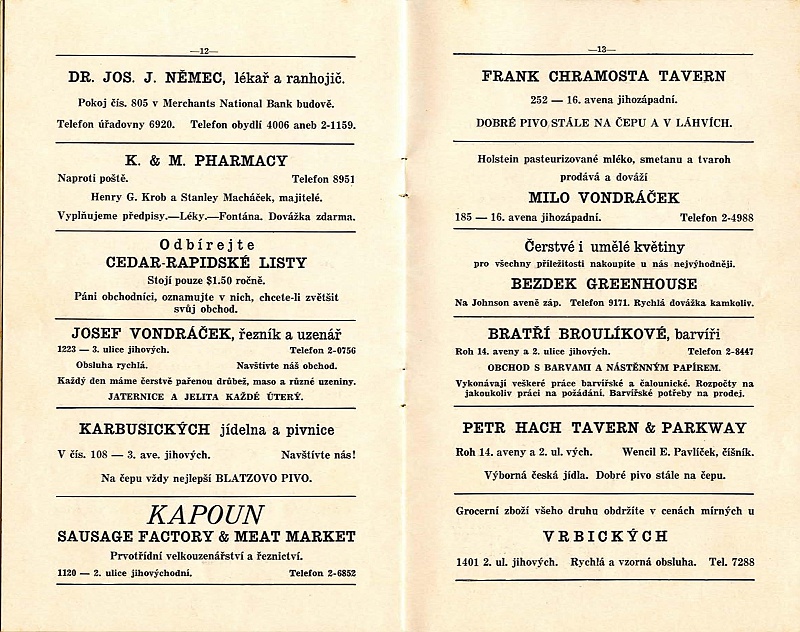 —12—
DR. JOS. J. NĚMEC, lékař a ranhojič.
Pokoj čís. 805 v Merchants National Bank budově.
Telefon úřadovny 6920. Telefon obydlí 4006 aneb 2-1159.
K. & M. PHARMACY
Naproti poště. Telefon 8951
Henry G. Krob a Stanley Macháček, majitelé.
Vyplňujeme předpisy.—Léky.—Fontána. Dovážka zdarma.
Odbírejte
CEDAR-RAPIDSKÉ LISTY
Stojí pouze $1.50 ročně.
Páni obchodníci, oznamujte v nich, chcete-li zvětšit
svůj obchod.
JOSEF VONDRÁČEK, řezník a uzenář
1223 — 3. ulice jihových. Telefon 2-0756
Obsluha rychlá. Navštivte náš obchod.
Každý den máme čerstvě pařenou drůbež, maso a různé uzeniny.
JATERNICE A JELITA KAŽDÉ ÚTERÝ.
KARBUSICKÝCH jídelna a pivnice
V čís. 108 — 3. ave. jihových. Navštivte nás!
Na čepu vždy nejlepší BLATZOVO PIVO.
KAPOUN
SAUSAGE FACTORY & MEAT MARKET
Prvotřídní velkouzenářství a řeznictví.
1120 — 2. ulice jihovýchodní. Telefon 2-6852
—13—
FRANK CHRAMOSTA TAVERN
252 — 16. avena jihozápadní.
DOBRÉ PIVO STÁLE NA ČEPU A V LÁHVÍCH.
Holstein pasteurizované mléko, smetanu a tvaroh
prodává a dováží
MILO VONDRÁČEK
185 — 16. avena jihozápadní. Telefon 2-4988
Čerstvé i umělé květiny
pro všechny příležitosti nakoupíte u nás nejvýhodněji.
BEZDEK GREENHOUSE
Na Johnson aveně záp. Telefon 9171. Rychlá dovážka kamkoliv.
BRATŘÍ BROULÍKOVÉ, barvíři
Roh 14. aveny a 2. ulice jihových. Telefon 2-8447
OBCHOD S BARVAMI A NÁSTĚNNÝM PAPÍREM.
Vykonávají veškeré práce barvířské a čalounické. Rozpočty na
jakoukoliv práci na požádání. Barvířské potřeby na prodej.
PETR HACH TAVERN & PARKWAY
Roh 14. aveny a 2. ul. vých. Wencil E. Pavlíček, číšník.
Výborná česká jídla. Dobré pivo stále na čepu.
Grocerní zboží všeho druhu obdržíte v cenách mírných u
VRBICKÝCH
1401 2. ul. jihových. Rychlá a vzorná obsluha. Tel. 7288